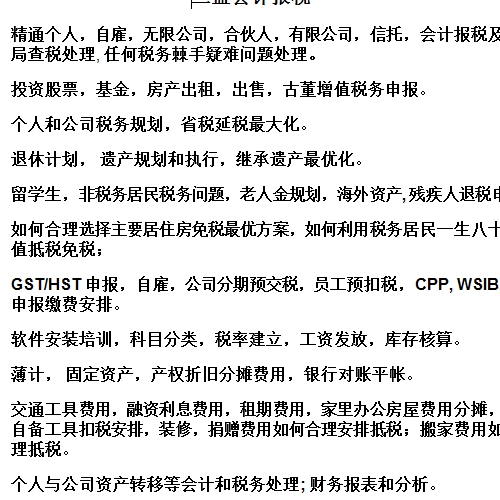 精通个人，自雇，无限公司，合伙人，有限公司，信托，会计报税及
局查税处理, 任何税务棘手疑难问题处理。
投资股票，基金，房产出租，出售，古董增值税务申报。
个人和公司税务规划，省税延税最大化。
退休计划， 遗产规划和执行，继承遗产最优化。
留学生，非税务居民税务问题，老人金规划，海外资产, 残疾人退税申
如何合理选择主要居住房免税最优方案，如何利用税务居民一生八十
值抵税免税；
GST/HST 申报，自雇，公司分期预交税，员工预扣税，CPP, WSIB
申报缴费安排。
软件安装培训，科目分类，税率建立，工资发放，库存核算。
薄计， 固定资产，产权折旧分摊费用，银行对账平帐。
交通工具费用，融资利息费用，租期费用，家里办公房屋费用分摊，
自备工具扣税安排，装修，捐赠费用如何合理安排抵税；搬家费用如
理抵税。
个人与公司资产转移等会计和税务处理; 财务报表和分析。